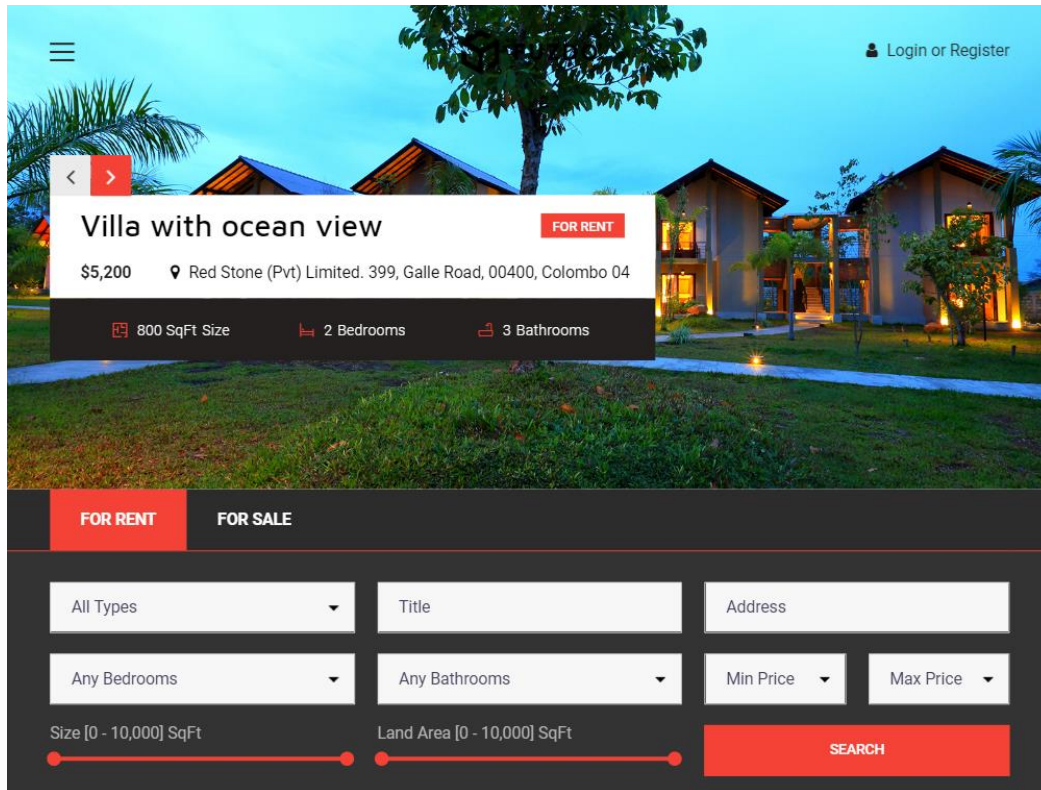 Login or Register
Villa with ocean view
FOR RENT
$5,200
Red Stone (Pvt) Limited. 399, Galle Road, 00400, Colombo 04
800 SqFt Size
2 Bedrooms
3 Bathrooms
FOR RENT
FOR SALE
All Types
Title
Address
Any Bedrooms
Any Bathrooms
Min Price
Max Price
Size [0 - 10,000] SqFt
Land Area [0 - 10,000] SqFt
SEARCH